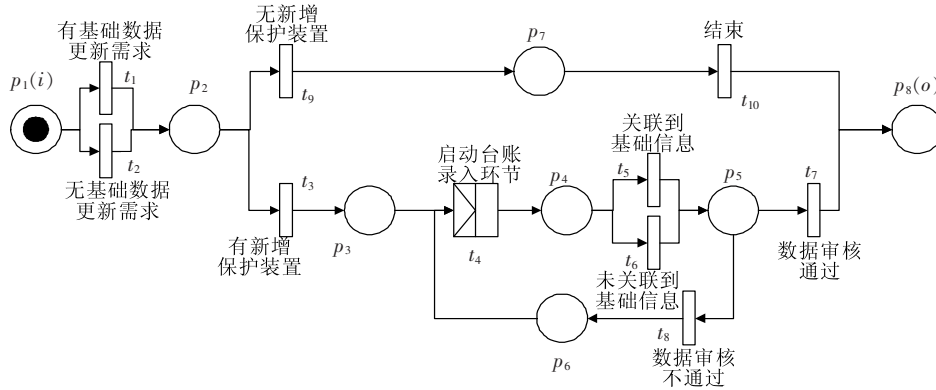 有基础数据
更新需求
无新增
保护装置
p7
结束
p1(i)
t1
p2
t9
t10
p8(o)
t2
无基础数据
更新需求
t3
启动台账
录入环节
p4
关联到
基础信息
t5
p5
t7
有新增
保护装置
p3
t4
t6
未关联到
基础信息
数据审核
通过
p6
t8
数据审核
不通过